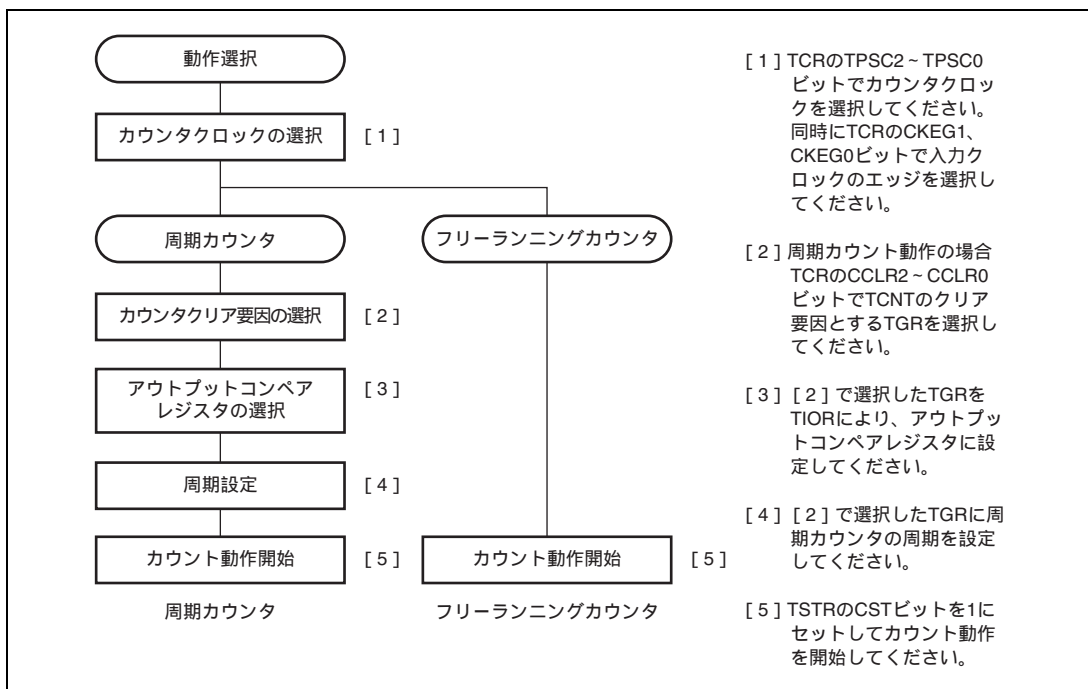 動作選択
カウンタクロックの選択 [1]
周期カウンタ
フリーランニングカウンタ
カウンタクリア要因の選択 [2]
アウトプットコンペア
レジスタの選択 [3]
周期設定 [4]
カウント動作開始 [5]
カウント動作開始 [5]
周期カウンタ
フリーランニングカウンタ
[1] TCRのTPSC2~TPSC0
ビットでカウンタクロッ
クを選択してください。
同時にTCRのCKEG1、
CKEG0ビットで入力ク
ロックのエッジを選択し
てください。
[2] 周期カウント動作の場合
TCRのCCLR2~CCLR0
ビットでTCNTのクリア
要因とするTGRを選択し
てください。
[3] [2]で選択したTGRを
TIORにより、アウトプッ
トコンペアレジスタに設
定してください。
[4] [2]で選択したTGRに周
期カウンタの周期を設定
してください。
[5] TSTRのCSTビットを1に
セットしてカウント動作
を開始してください。